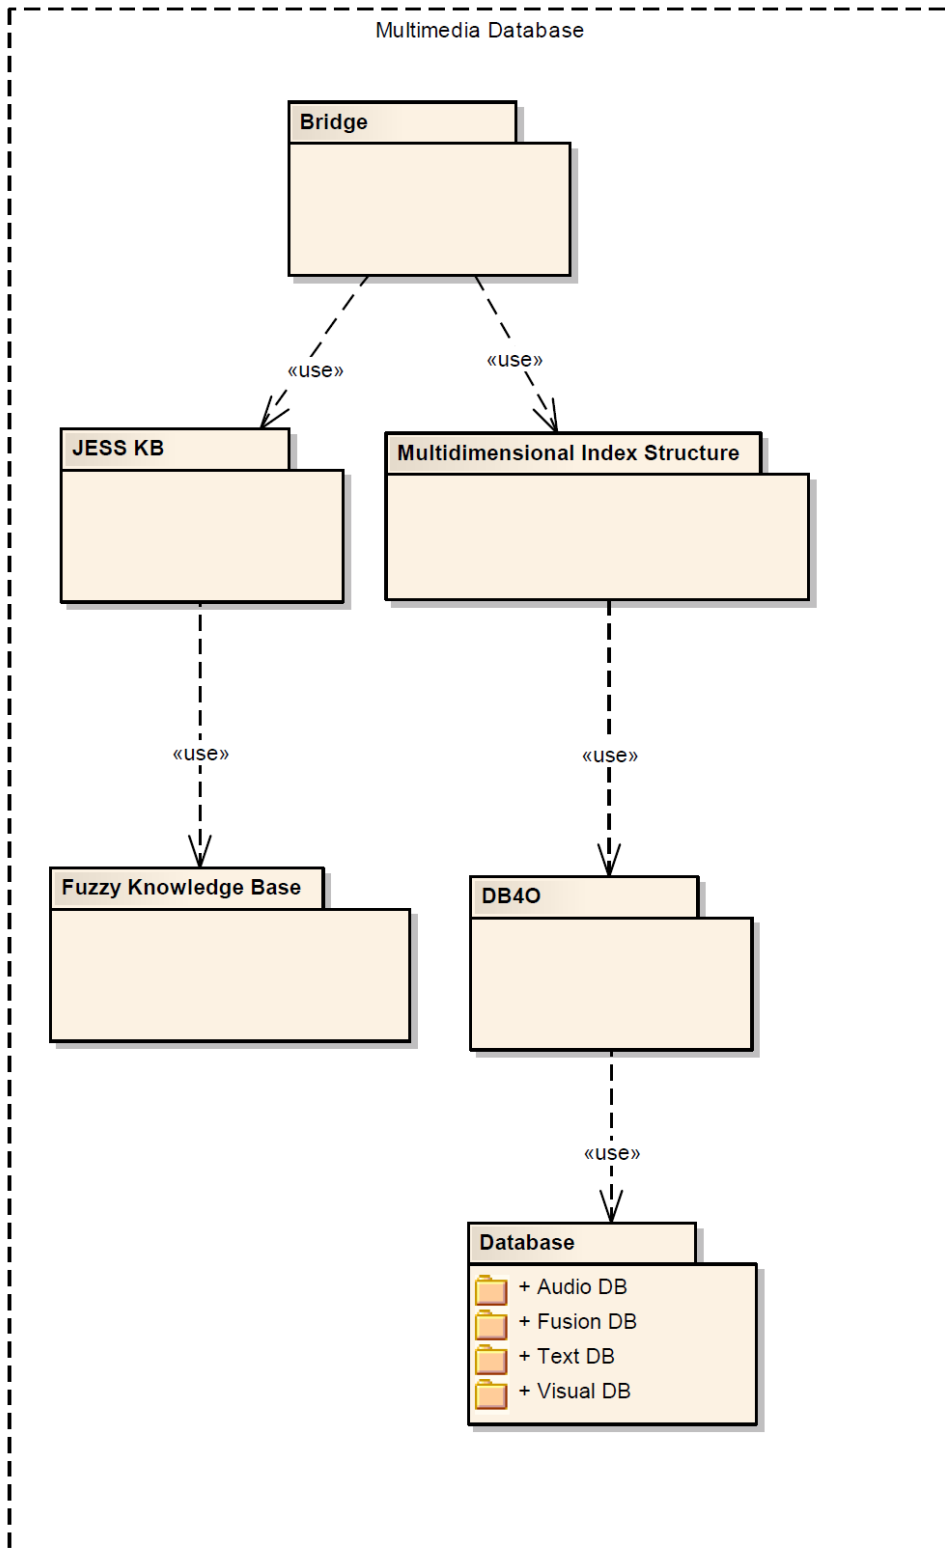 Multimedia Database
Bridge
«use»
«use»
JESS KB
Multidimensional Index Structure
«use»
«use»
Fuzzy Knowledge Base
DB4O
«use»
Database
+ Audio DB
+ Fusion DB
+ Text DB
+ Visual DB